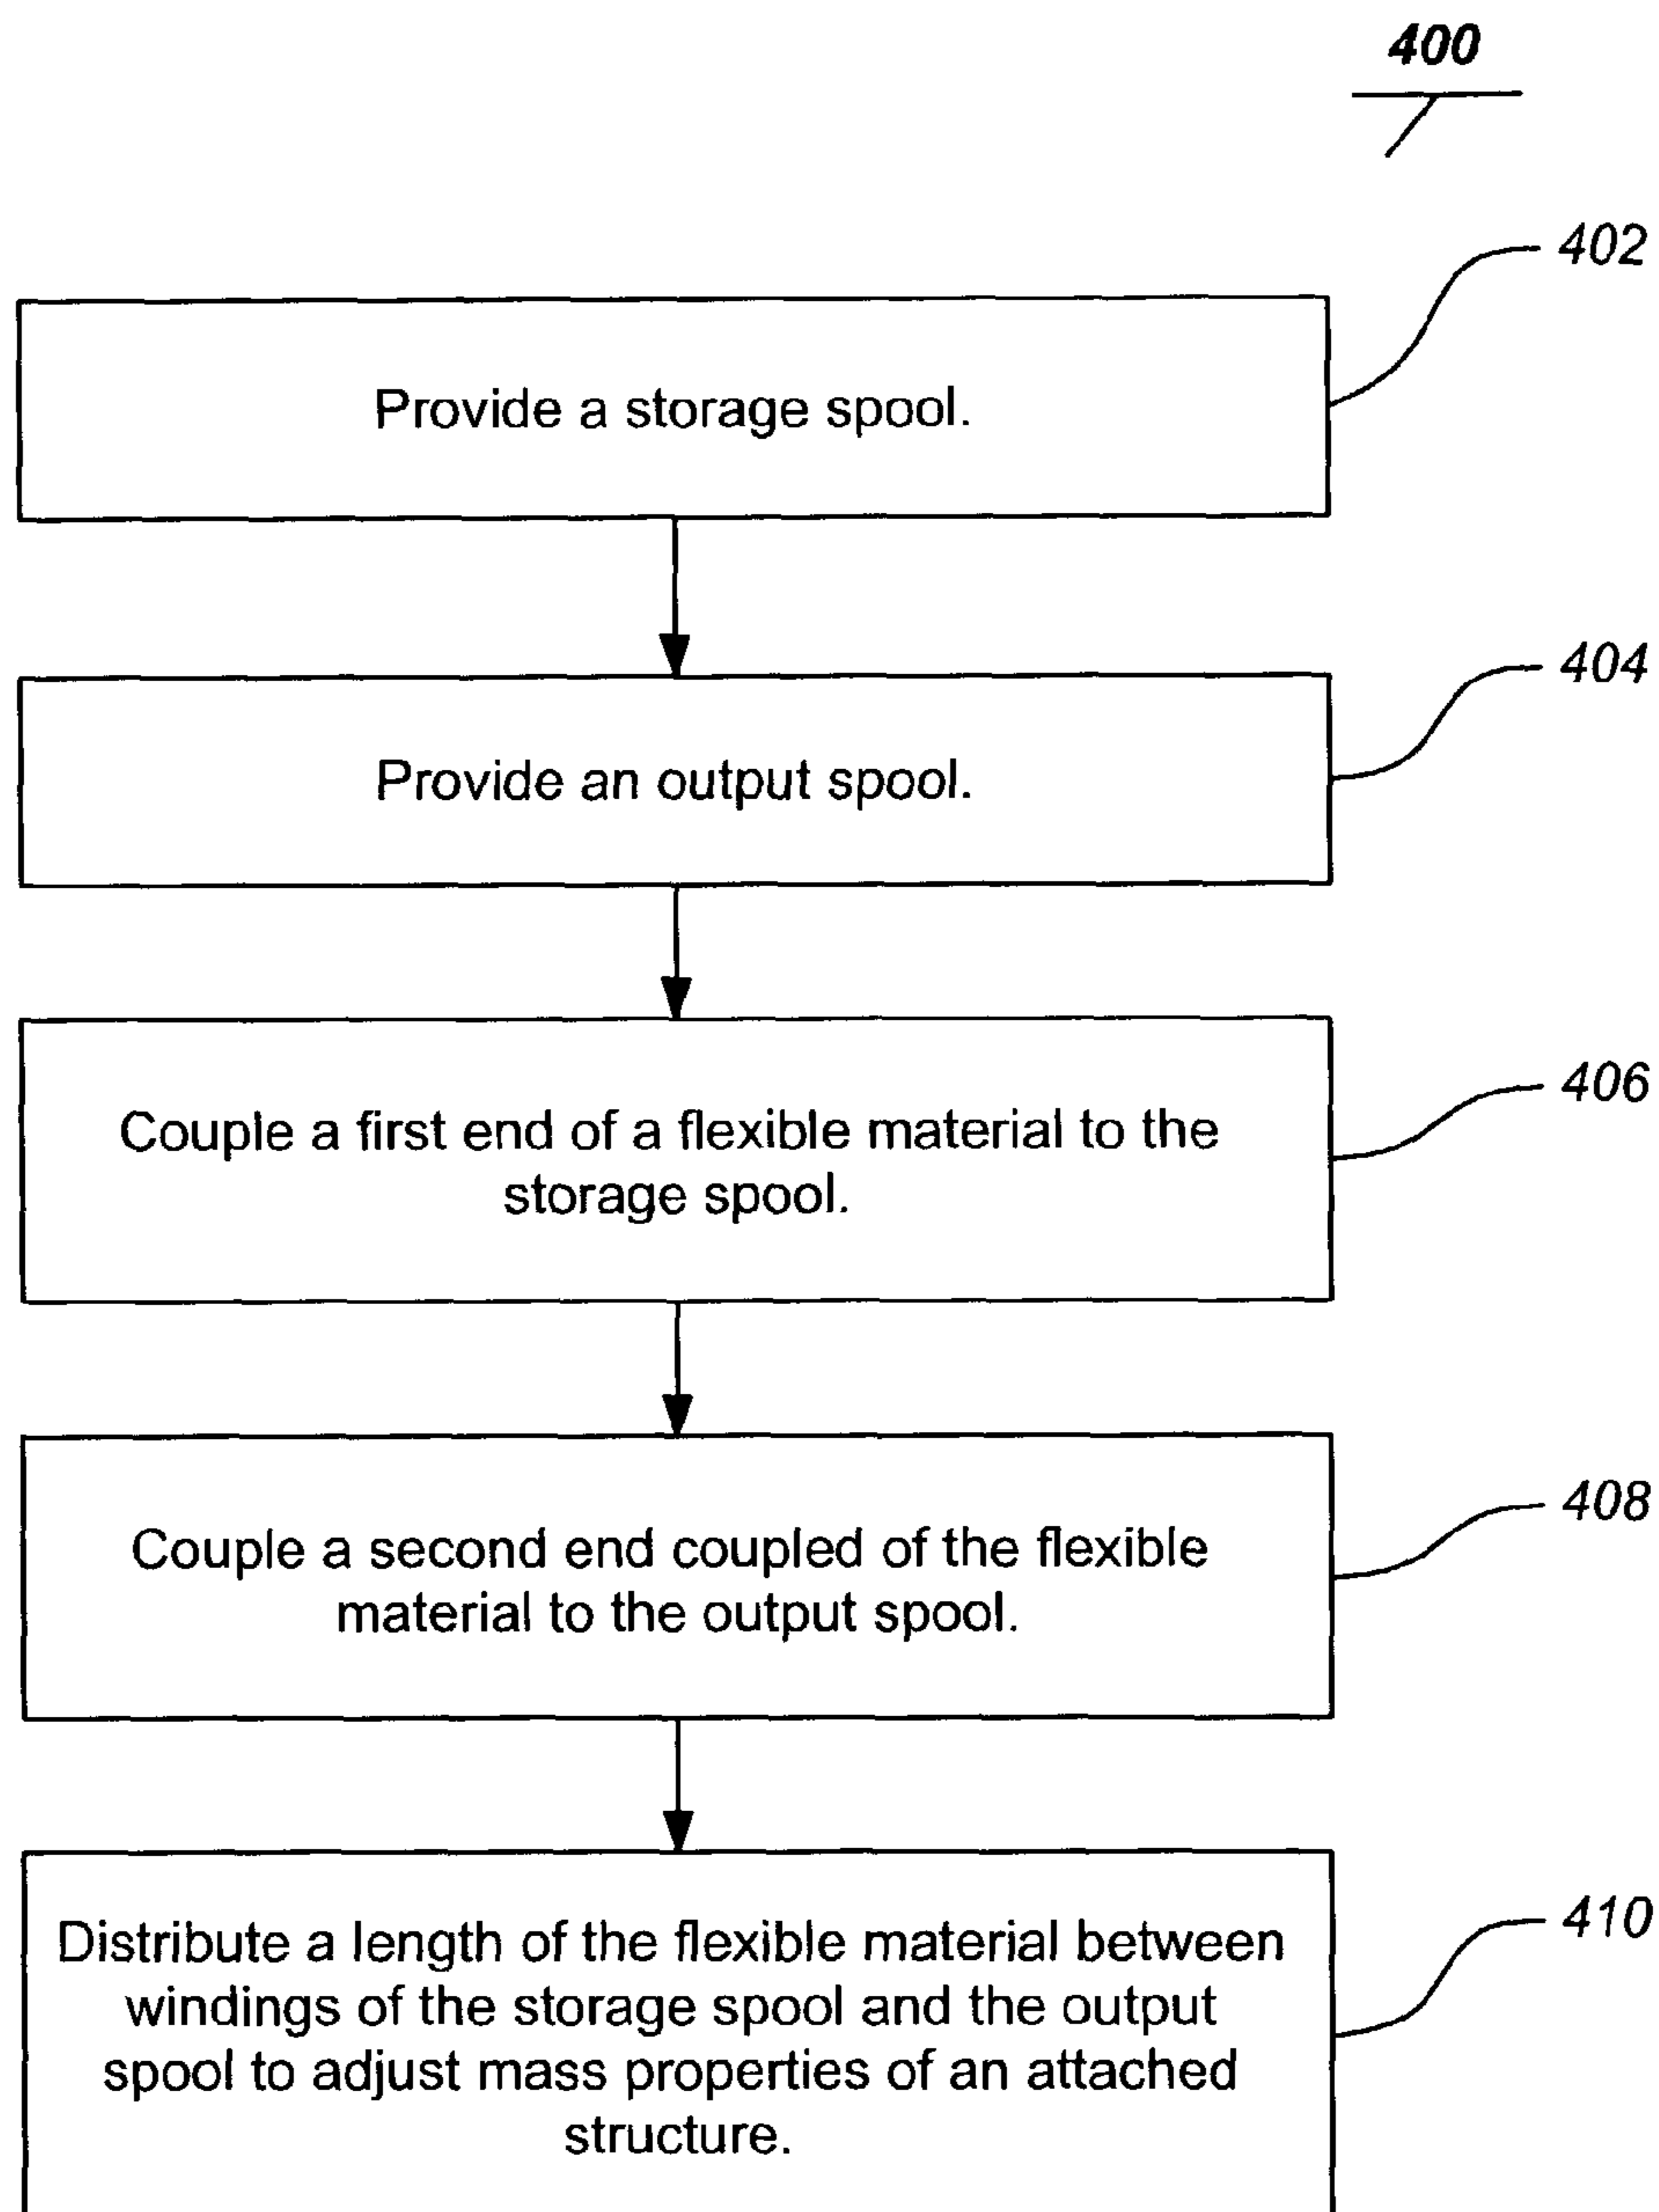 400
402
Provide a storage spool.
404
Provide an output spool.
406
Couple a first end of a flexible material to the
storage spool.
408
Couple a second end coupled of the flexible
material to the output spool.
410
Distribute a length of the flexible material between
windings of the storage spool and the output
spool to adjust mass properties of an attached
structure.